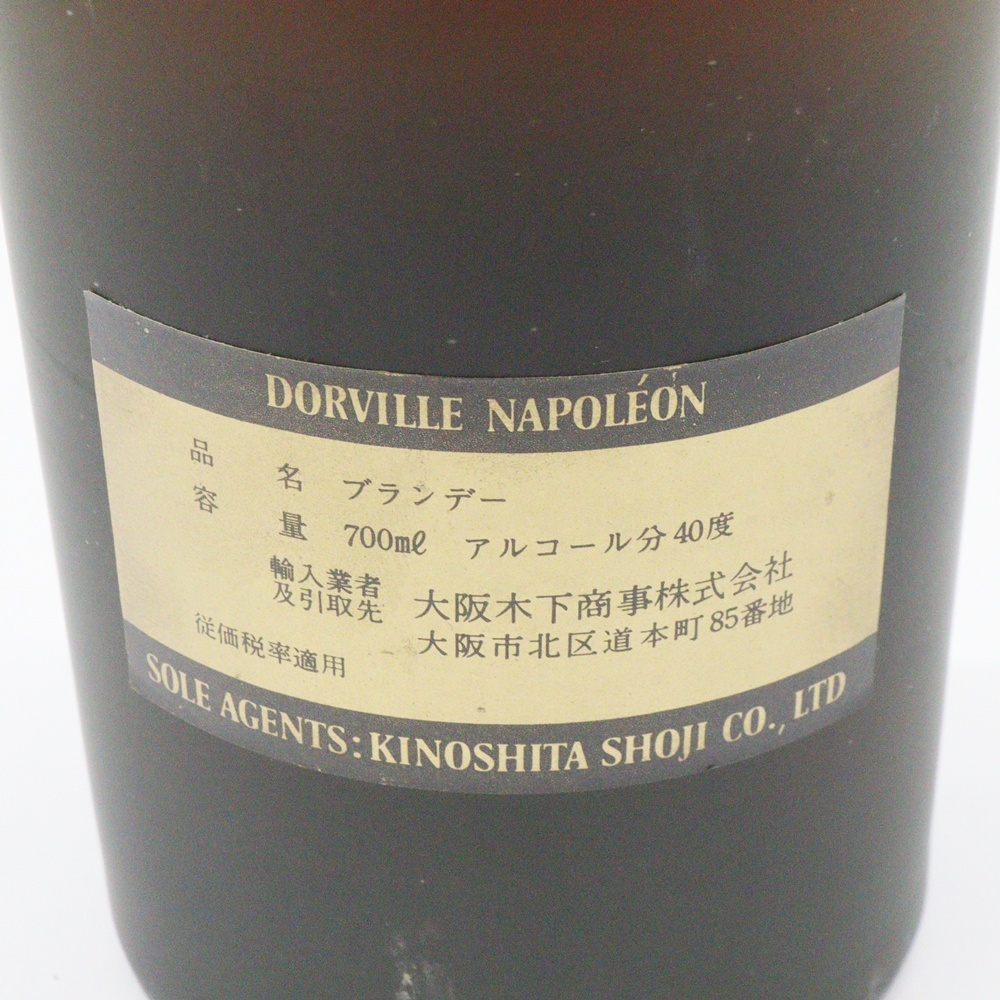 DORVILLE NAPOLÉON
品名 ブランデー
容量 700mℓ アルコール分40度
輸入業者
及引取先 大阪木下商事株式会社
大阪市北区道本町85番地
従価税率適用
SOLE AGENTS: KINOSHITA SHOJI CO., LTD